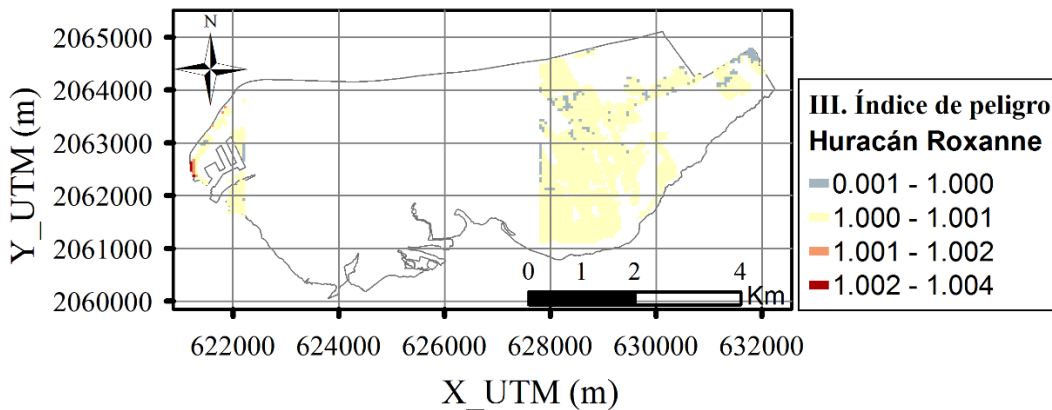 N
2065000
2064000
2063000
2062000
2061000
2060000
Y_UTM (m)
0 1 2 4
Km
622000 624000 626000 628000 630000 632000
X_UTM (m)
III. Índice de peligro
Huracán Roxanne
0.001 - 1.000
1.000 - 1.001
1.001 - 1.002
1.002 - 1.004